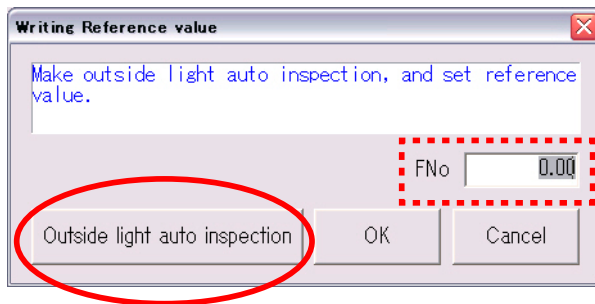 Writing Reference value
Make outside light auto inspection, and set reference
value.
FNo 0.00
Outside light auto inspection OK Cancel